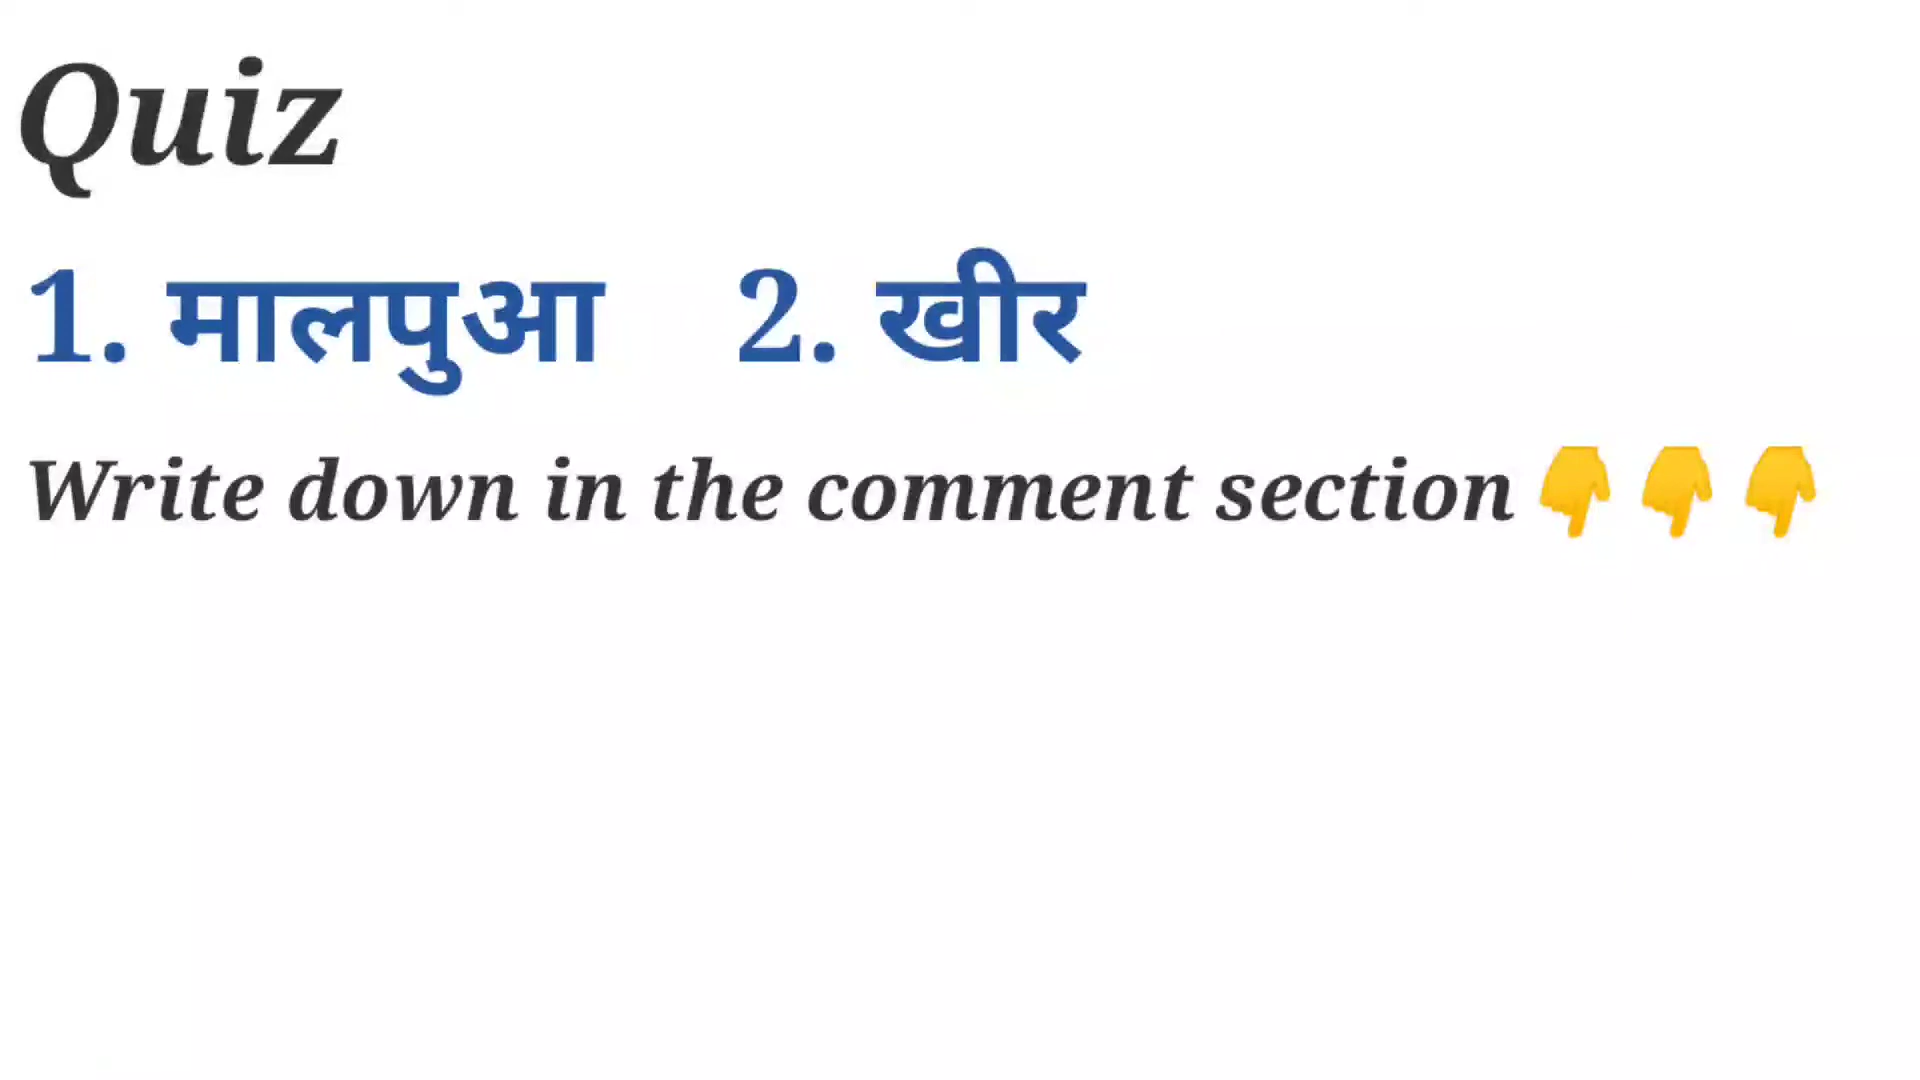 Quiz
1. मालपुआ 2. खीर
Write down in the comment section👇👇👇